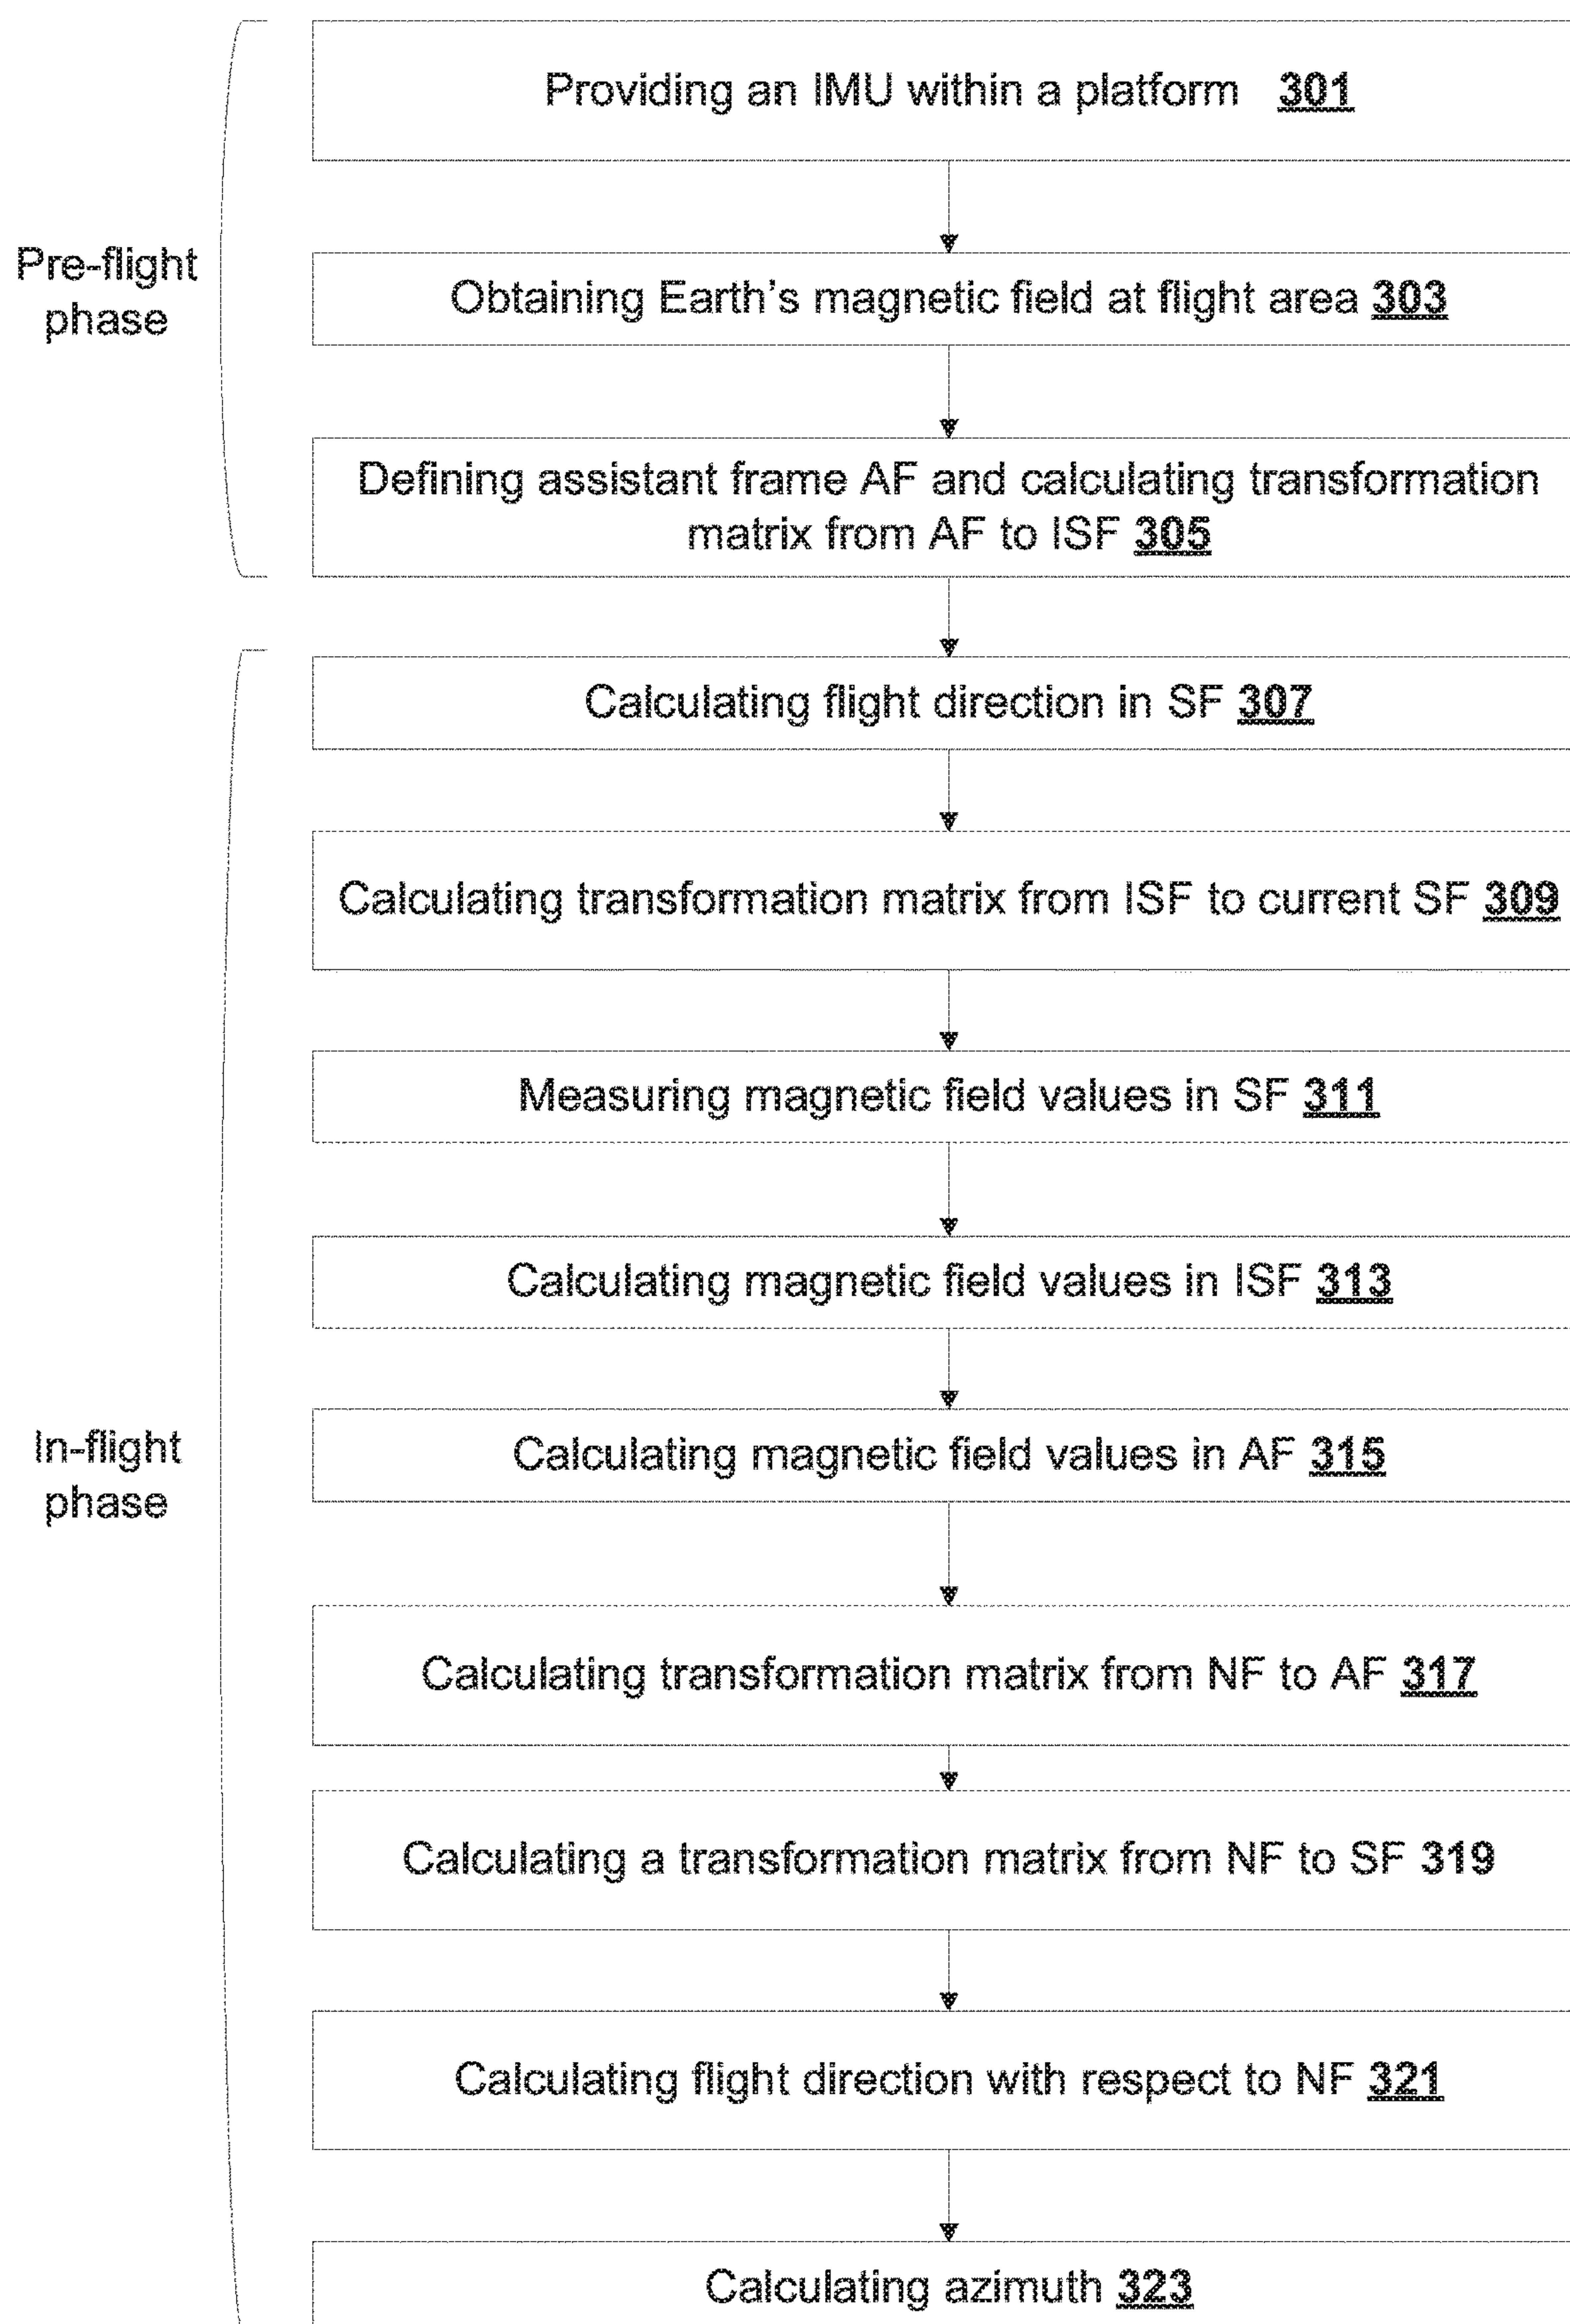 Providing an IMU within a platform 301
Pre-flight
phase
Obtaining Earth's magnetic field at flight area 303
Defining assistant frame AF and calculating transformation
matrix from AF to ISF 305
Calculating flight direction in SF 307
Calculating transformation matrix from ISF to current SF 309
Measuring magnetic field values in SF 311
Calculating magnetic field values in ISF 313
In-flight
phase
Calculating magnetic field values in AF 315
Calculating transformation matrix from NF to AF 317
Calculating a transformation matrix from NF to SF 319
Calculating flight direction with respect to NF 321
Calculating azimuth 323